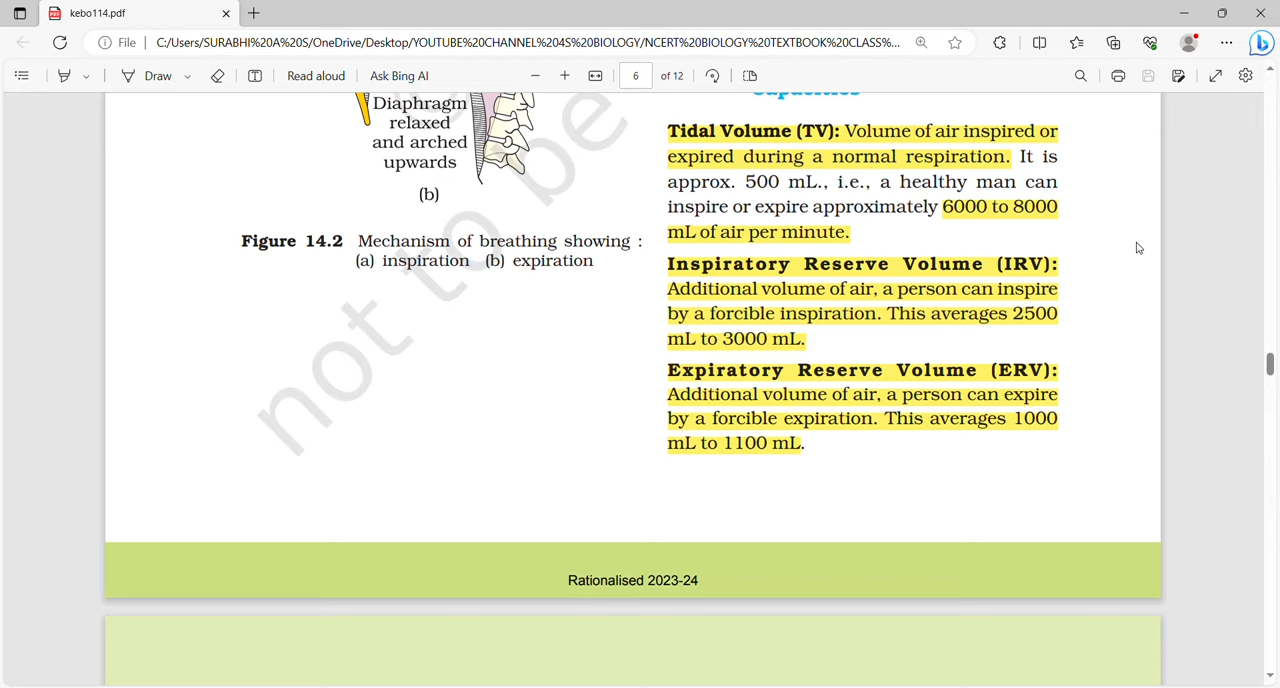 kebo114.pdf
File
C:/Users/SURABHI%20A%20S/OneDrive/Desktop/YOUTUBE%20CHANNEL%204S%20BIOLOGY/NCERT%20BIOLOGY%20TEXTBOOK%20CLASS%...
Draw
Read aloud
Ask Bing AI
6 of 12
Diaphragm
relaxed
and arched
upwards
(b)
Figure 14.2 Mechanism of breathing showing :
(a) inspiration (b) expiration
Capacities
Tidal Volume (TV): Volume of air inspired or
expired during a normal respiration. It is
approx. 500 mL., i.e., a healthy man can
inspire or expire approximately 6000 to 8000
mL of air per minute.
Inspiratory Reserve Volume (IRV):
Additional volume of air, a person can inspire
by a forcible inspiration. This averages 2500
mL to 3000 mL.
Expiratory Reserve Volume (ERV):
Additional volume of air, a person can expire
by a forcible expiration. This averages 1000
mL to 1100 mL.
not to be
Rationalised 2023-24